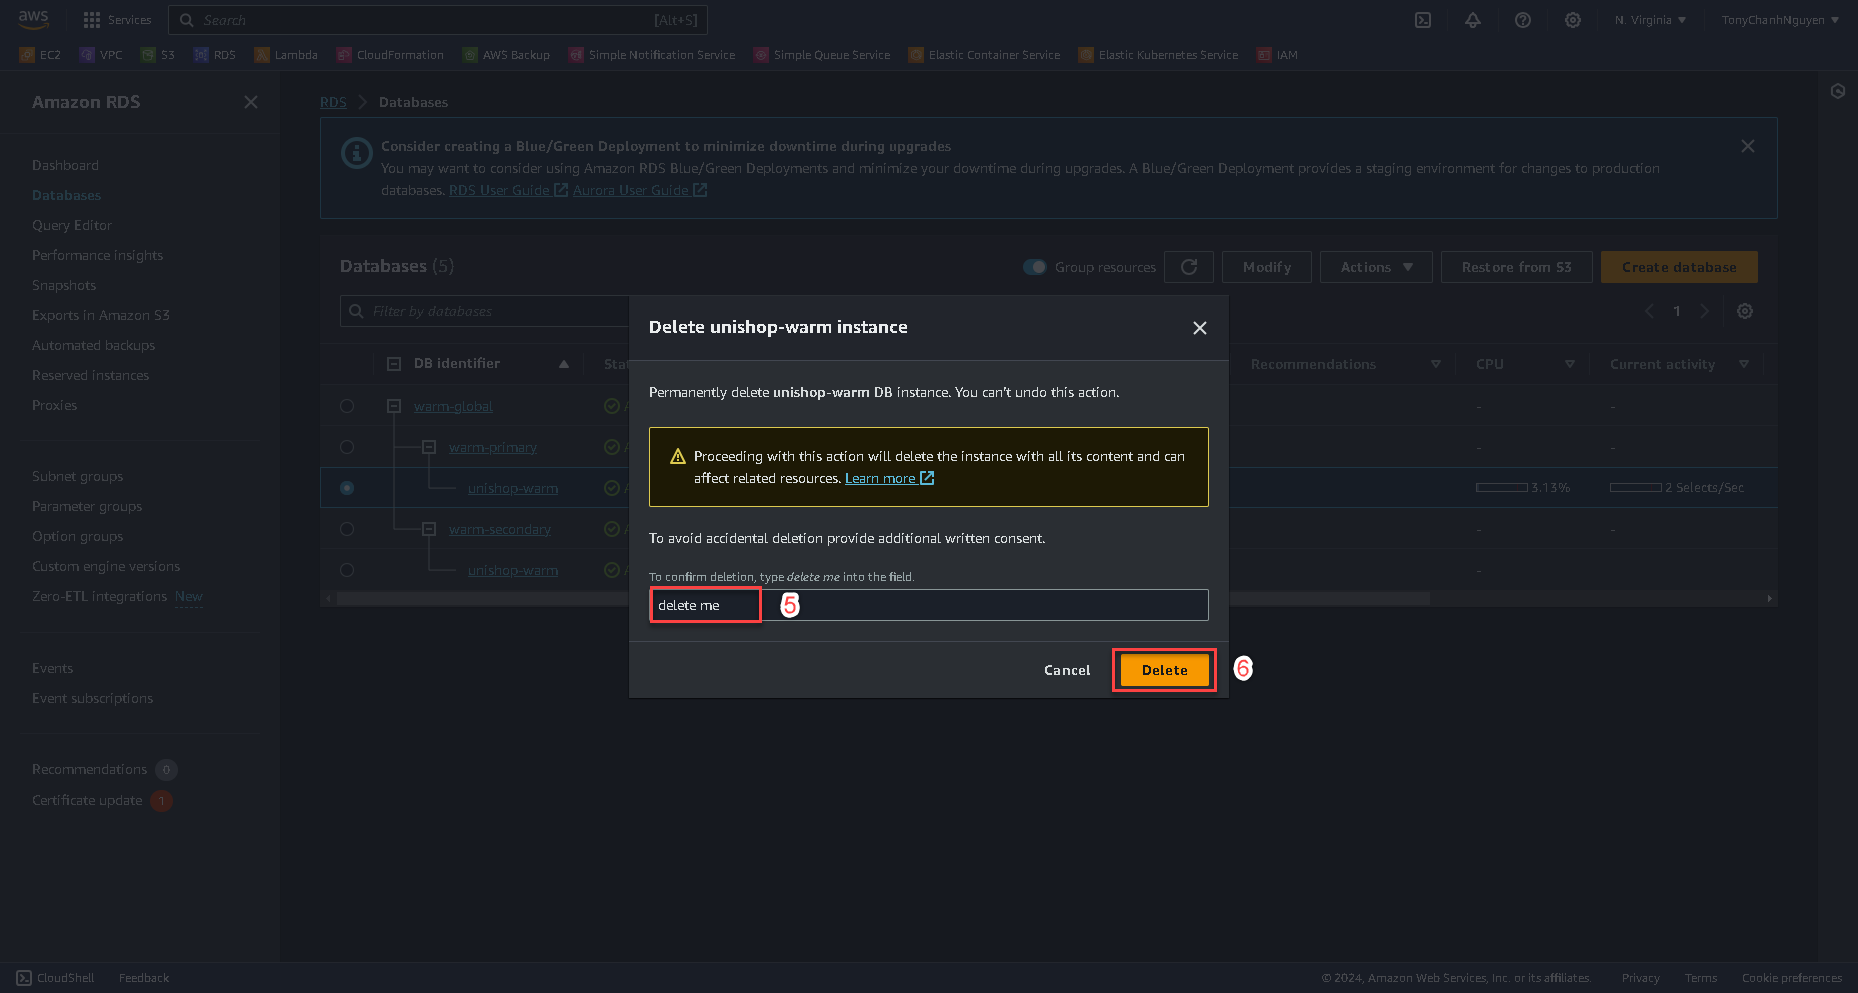 aws
Services
Search
[Alt+S]
N. Virginia
TonyChanhNguyen
EC2
VPC
S3
RDS
Lambda
CloudFormation
AWS Backup
Simple Notification Service
Simple Queue Service
Elastic Container Service
Elastic Kubernetes Service
IAM
Amazon RDS
Dashboard
Databases
Query Editor
Performance insights
Snapshots
Exports in Amazon S3
Automated backups
Reserved instances
Proxies
Subnet groups
Parameter groups
Option groups
Custom engine versions
Zero-ETL integrations New
Events
Event subscriptions
Recommendations 0
Certificate update 1
RDS > Databases
Consider creating a Blue/Green Deployment to minimize downtime during upgrades
You may want to consider using Amazon RDS Blue/Green Deployments and minimize your downtime during upgrades. A Blue/Green Deployment provides a staging environment for changes to production
databases. RDS User Guide Aurora User Guide
Databases (5)
Group resources
Modify
Actions
Restore from S3
Create database
Filter by databases
1
DB identifier
Stat
Recommendations
CPU
Current activity
warm-global
A
-
-
warm-primary
A
-
-
unishop-warm
A
3.13%
2 Selects/Sec
warm-secondary
A
-
-
unishop-warm
A
-
-
Delete unishop-warm instance
Permanently delete unishop-warm DB instance. You can't undo this action.
Proceeding with this action will delete the instance with all its content and can
affect related resources. Learn more
To avoid accidental deletion provide additional written consent.
To confirm deletion, type delete me into the field.
delete me
5
Cancel
Delete
6
CloudShell
Feedback
© 2024, Amazon Web Services, Inc. or its affiliates.
Privacy
Terms
Cookie preferences